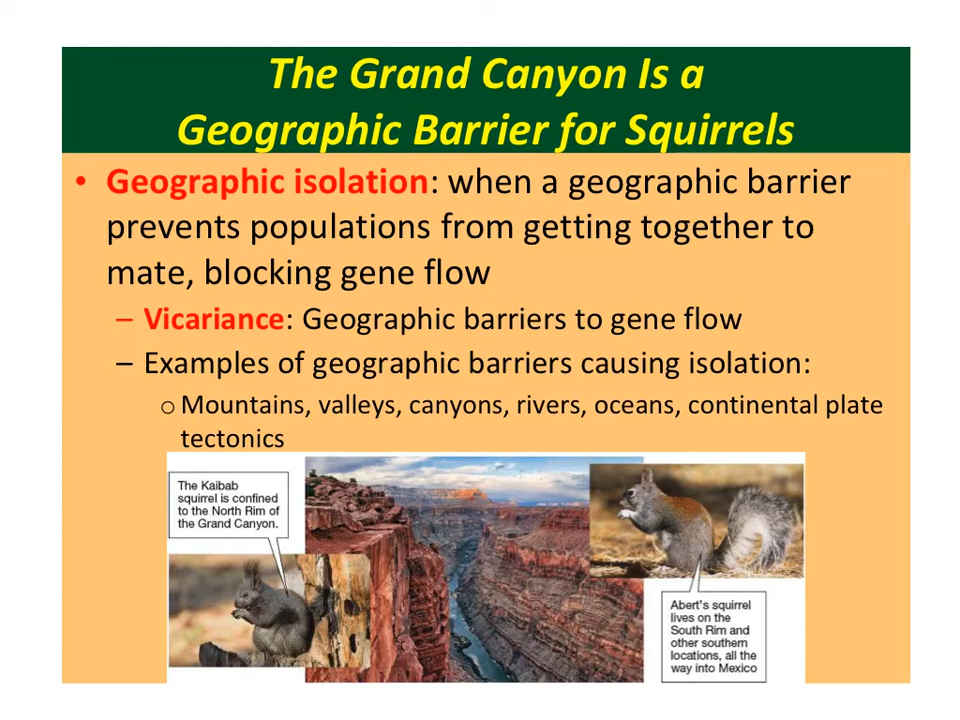 The Grand Canyon Is a
Geographic Barrier for Squirrels
• Geographic isolation: when a geographic barrier
prevents populations from getting together to
mate, blocking gene flow
– Vicariance: Geographic barriers to gene flow
– Examples of geographic barriers causing isolation:
o Mountains, valleys, canyons, rivers, oceans, continental plate
tectonics
The Kaibab
squirrel is confined
to the North Rim of
the Grand Canyon.
Abert's squirrel
lives on the
South Rim and
other southern
locations, all the
way into Mexico